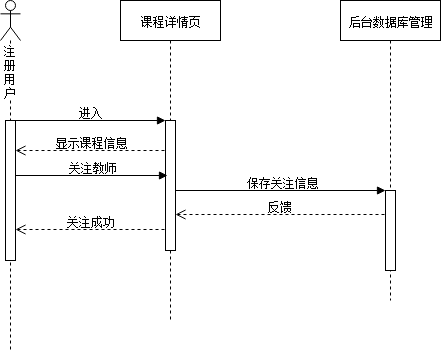 课程详情页
后台数据库管理
注册用户
进入
显示课程信息
关注教师
保存关注信息
反馈
关注成功